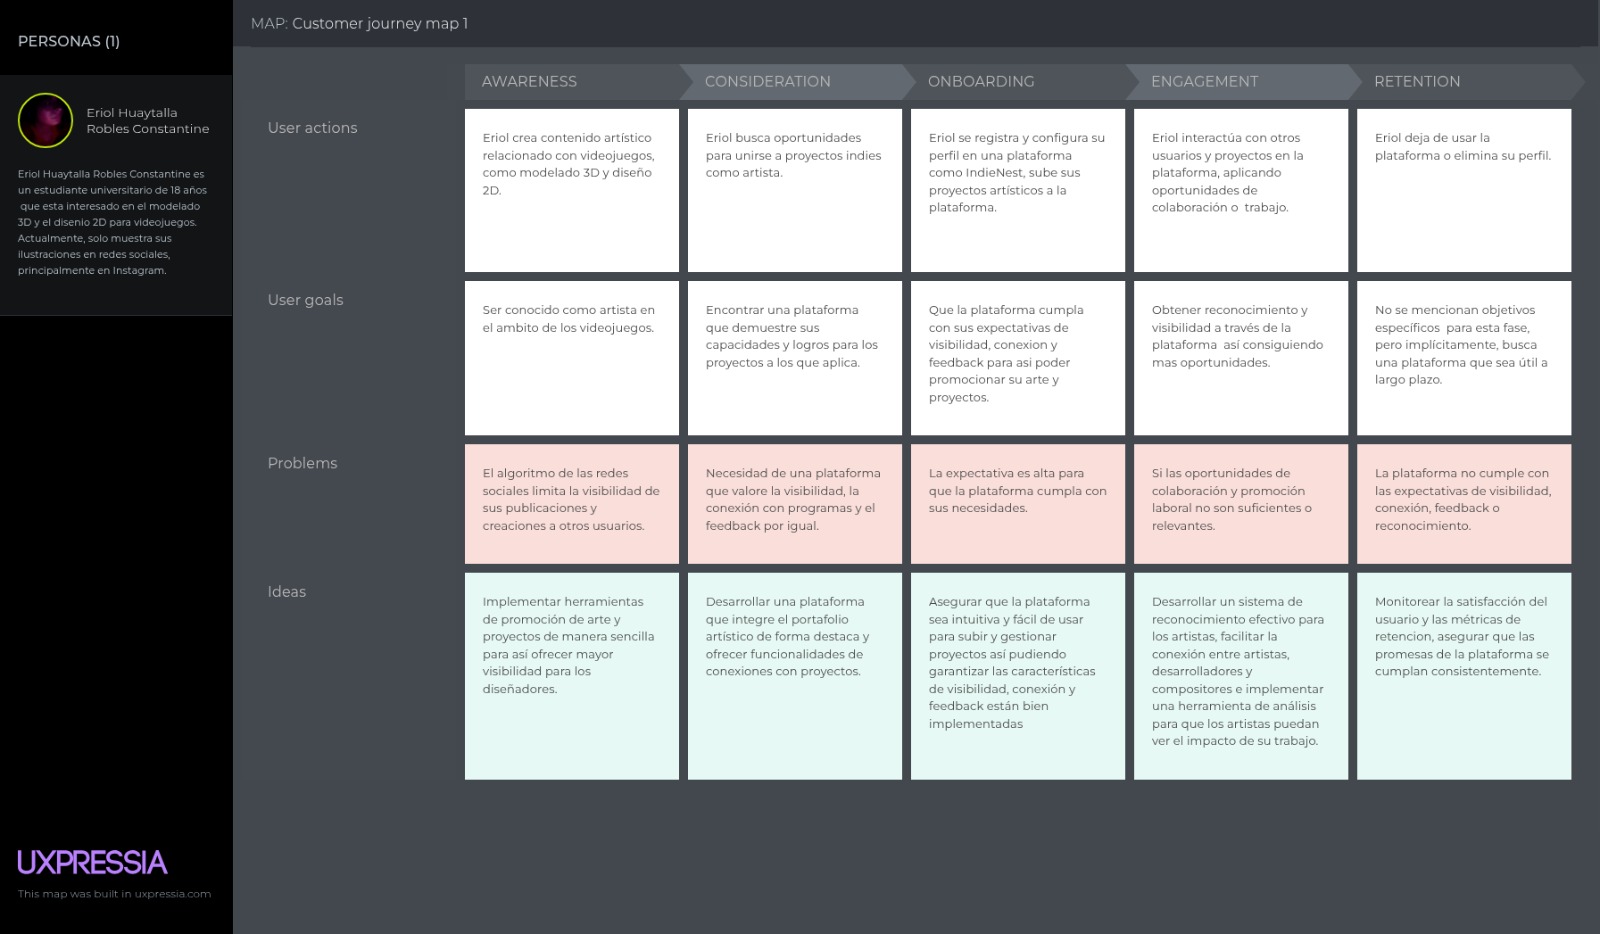 PERSONAS (1)
Eriol Huaytalla
Robles Constantine
Eriol Huaytalla Robles Constantine es
un estudiante universitario de 18 años
que esta interesado en el modelado
3D y el disenio 2D para videojuegos.
Actualmente, solo muestra sus
ilustraciones en redes sociales,
principalmente en Instagram.
UXPRESSIA
This map was built in uxpressia.com
MAP: Customer journey map 1
AWARENESS
CONSIDERATION
ONBOARDING
ENGAGEMENT
RETENTION
User actions
Eriol crea contenido artístico
relacionado con videojuegos,
como modelado 3D y diseño
2D.
Eriol busca oportunidades
para unirse a proyectos indies
como artista.
Eriol se registra y configura su
perfil en una plataforma
como IndieNest, sube sus
proyectos artísticos a la
plataforma.
Eriol interactúa con otros
usuarios y proyectos en la
plataforma, aplicando
oportunidades de
colaboración o  trabajo.
Eriol deja de usar la
plataforma o elimina su perfil.
User goals
Ser conocido como artista en
el ambito de los videojuegos.
Encontrar una plataforma
que demuestre sus
capacidades y logros para los
proyectos a los que aplica.
Que la plataforma cumpla
con sus expectativas de
visibilidad, conexion y
feedback para asi poder
promocionar su arte y
proyectos.
Obtener reconocimiento y
visibilidad a través de la
plataforma  así consiguiendo
mas oportunidades.
No se mencionan objetivos
específicos  para esta fase,
pero implícitamente, busca
una plataforma que sea útil a
largo plazo.
Problems
El algoritmo de las redes
sociales limita la visibilidad de
sus publicaciones y
creaciones a otros usuarios.
Necesidad de una plataforma
que valore la visibilidad, la
conexión con programas y el
feedback por igual.
La expectativa es alta para
que la plataforma cumpla con
sus necesidades.
Si las oportunidades de
colaboración y promoción
laboral no son suficientes o
relevantes.
La plataforma no cumple con
las expectativas de visibilidad,
conexión, feedback o
reconocimiento.
Ideas
Implementar herramientas
de promoción de arte y
proyectos de manera sencilla
para así ofrecer mayor
visibilidad para los
diseñadores.
Desarrollar una plataforma
que integre el portafolio
artístico de forma destaca y
ofrecer funcionalidades de
conexiones con proyectos.
Asegurar que la plataforma
sea intuitiva y fácil de usar
para subir y gestionar
proyectos así pudiendo
garantizar las características
de visibilidad, conexión y
feedback están bien
implementadas
Desarrollar un sistema de
reconocimiento efectivo para
los artistas, facilitar la
conexión entre artistas,
desarrolladores y
compositores e implementar
una herramienta de análisis
para que los artistas puedan
ver el impacto de su trabajo.
Monitorear la satisfacción del
usuario y las métricas de
retencion, asegurar que las
promesas de la plataforma se
cumplan consistentemente.